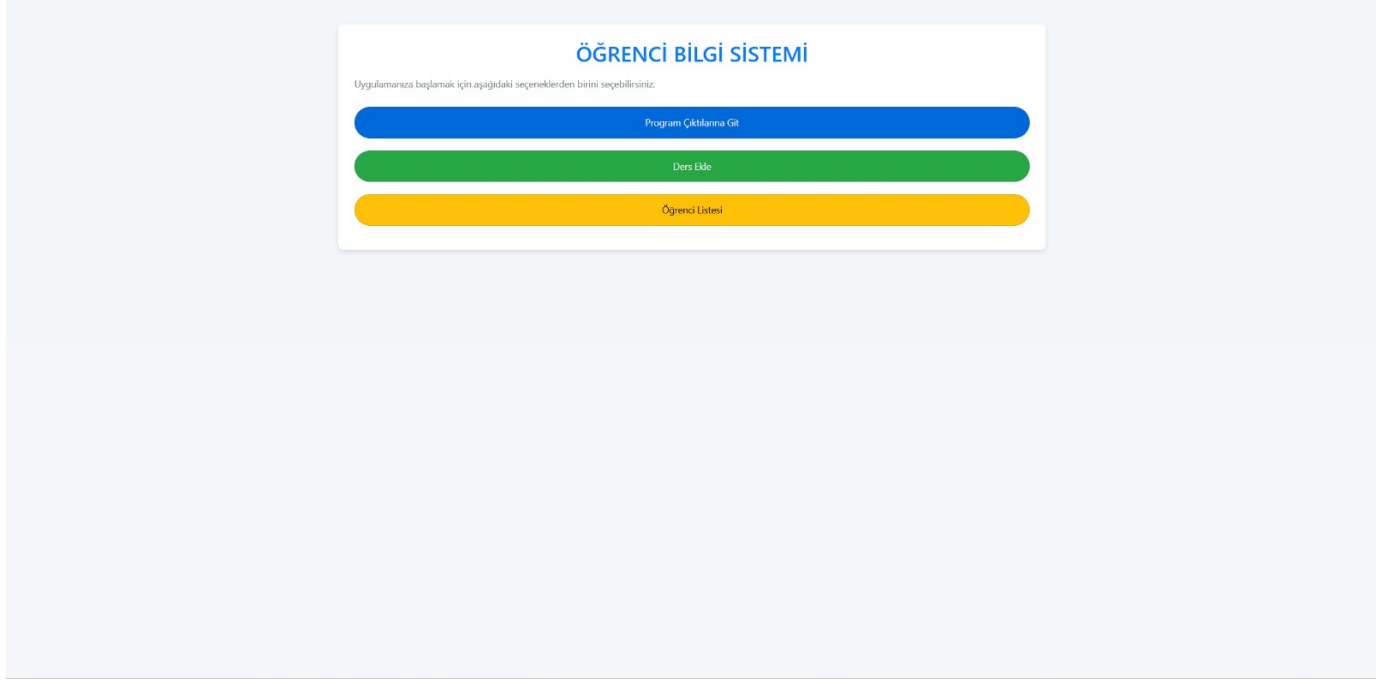 ÖĞRENCİ BİLGİ SİSTEMİ
Uygulamanıza başlamak için aşağıdaki seçeneklerden birini seçebilirsiniz.
Program Çıktılarına Git
Ders Ekle
Öğrenci Listesi